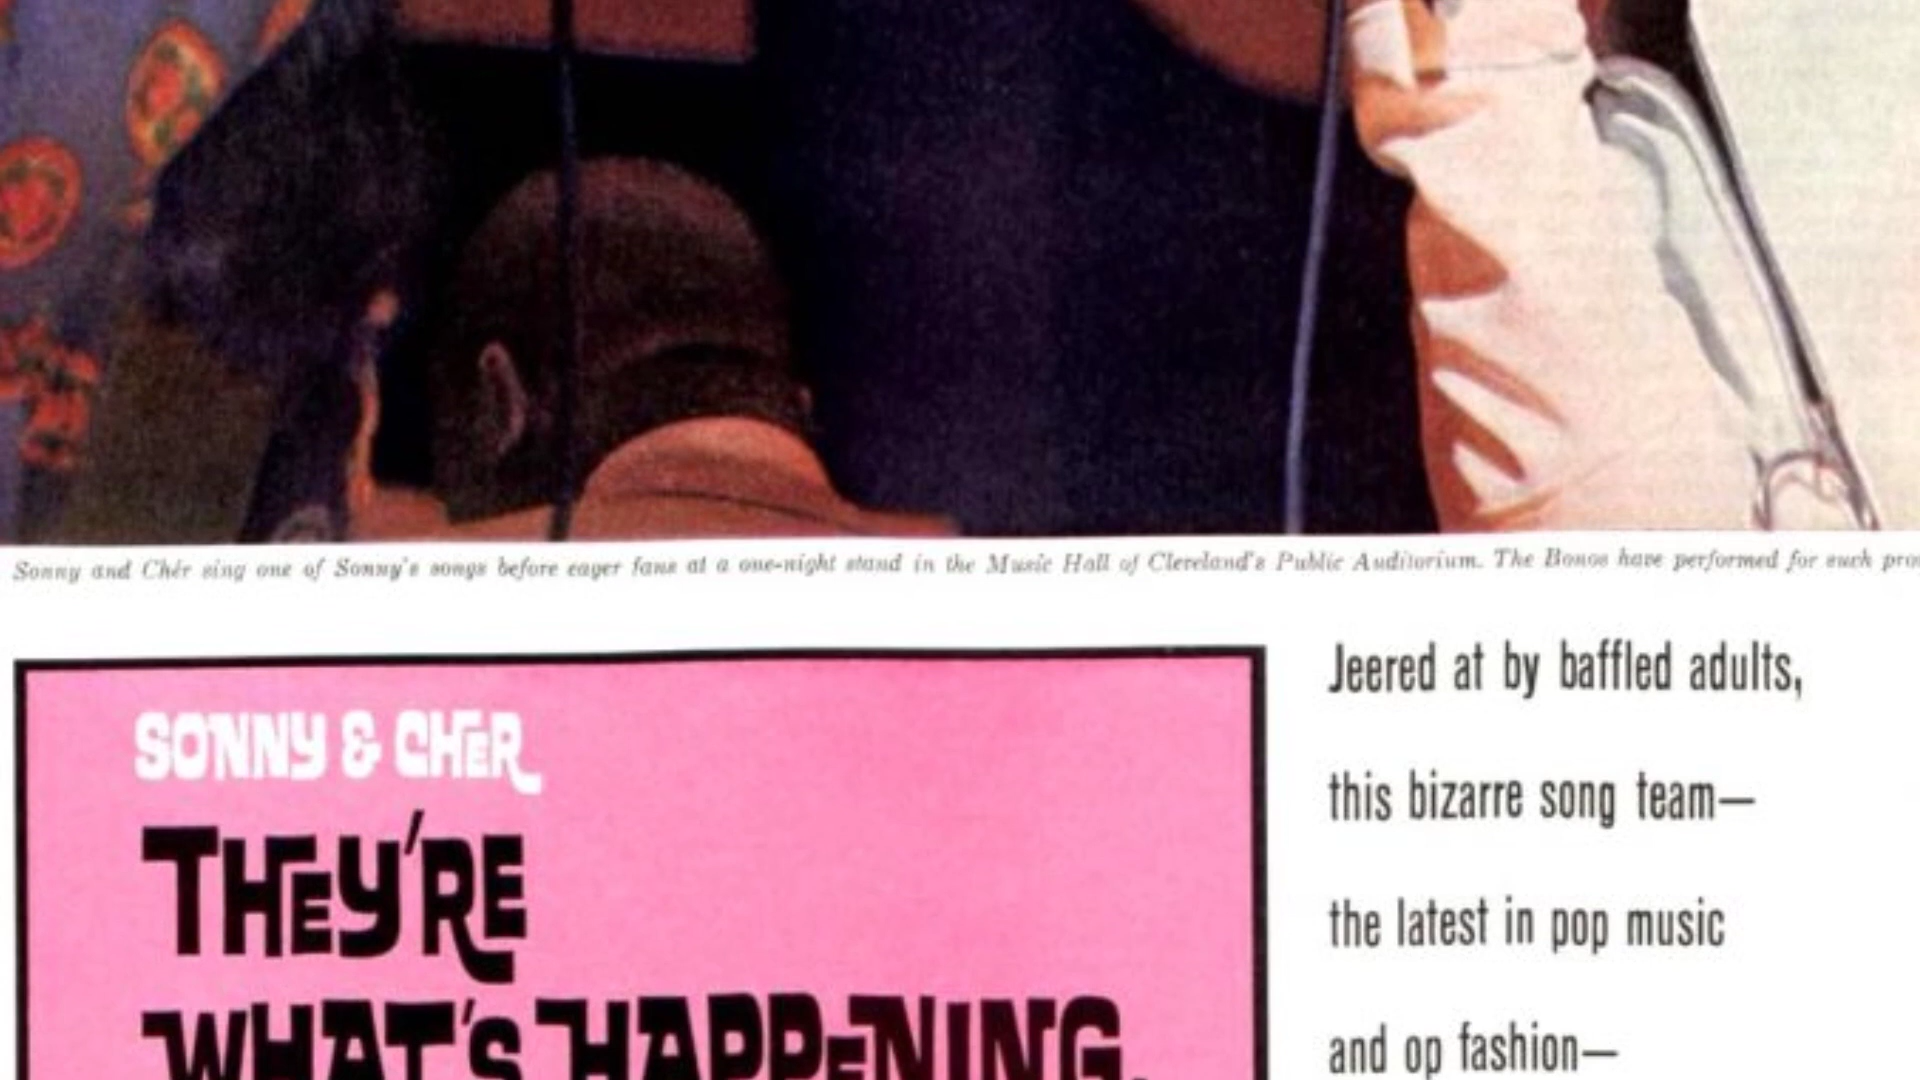 Sonny and Chér sing one of Sonny's songs before eager fans at a one-night stand in the Music Hall of Cleveland's Public Auditorium. The Bonos have performed for such
SONNY & CHER
THEY'RE
WHAT'S HAPPENING,
Jeered at by baffled adults,
this bizarre song team—
the latest in pop music
and op fashion—